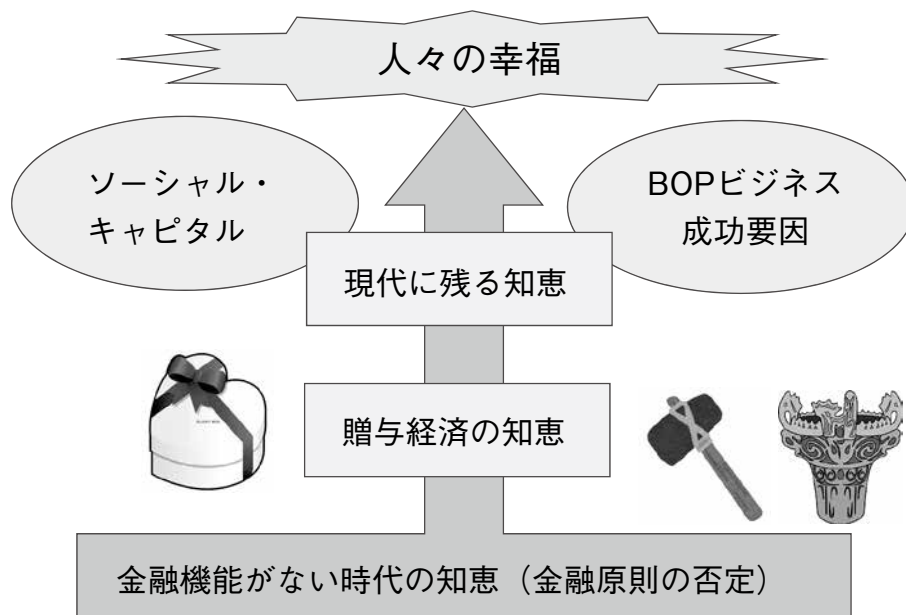 人々の幸福
ソーシャル・
キャピタル
BOPビジネス
成功要因
現代に残る知恵
贈与経済の知恵
金融機能がない時代の知恵（金融原則の否定）